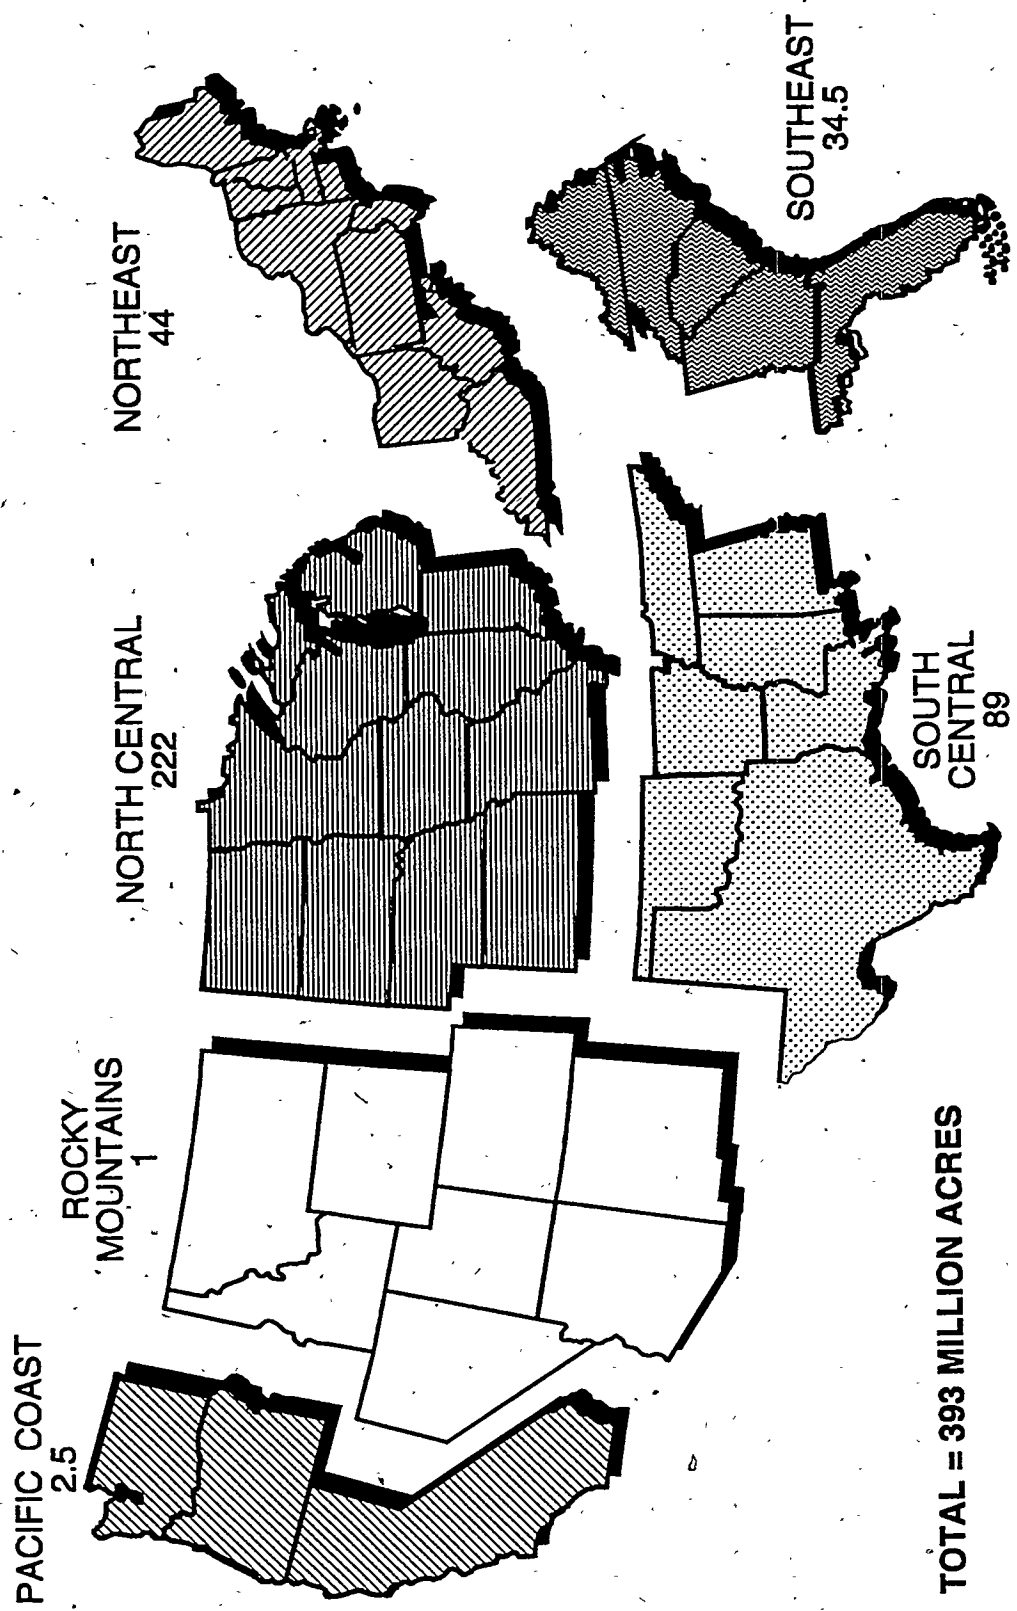 PACIFIC COAST
2.5
ROCKY
MOUNTAINS
1
NORTH CENTRAL
222
NORTHEAST
44
SOUTHEAST
34.5
SOUTH
CENTRAL
89
TOTAL = 393 MILLION ACRES